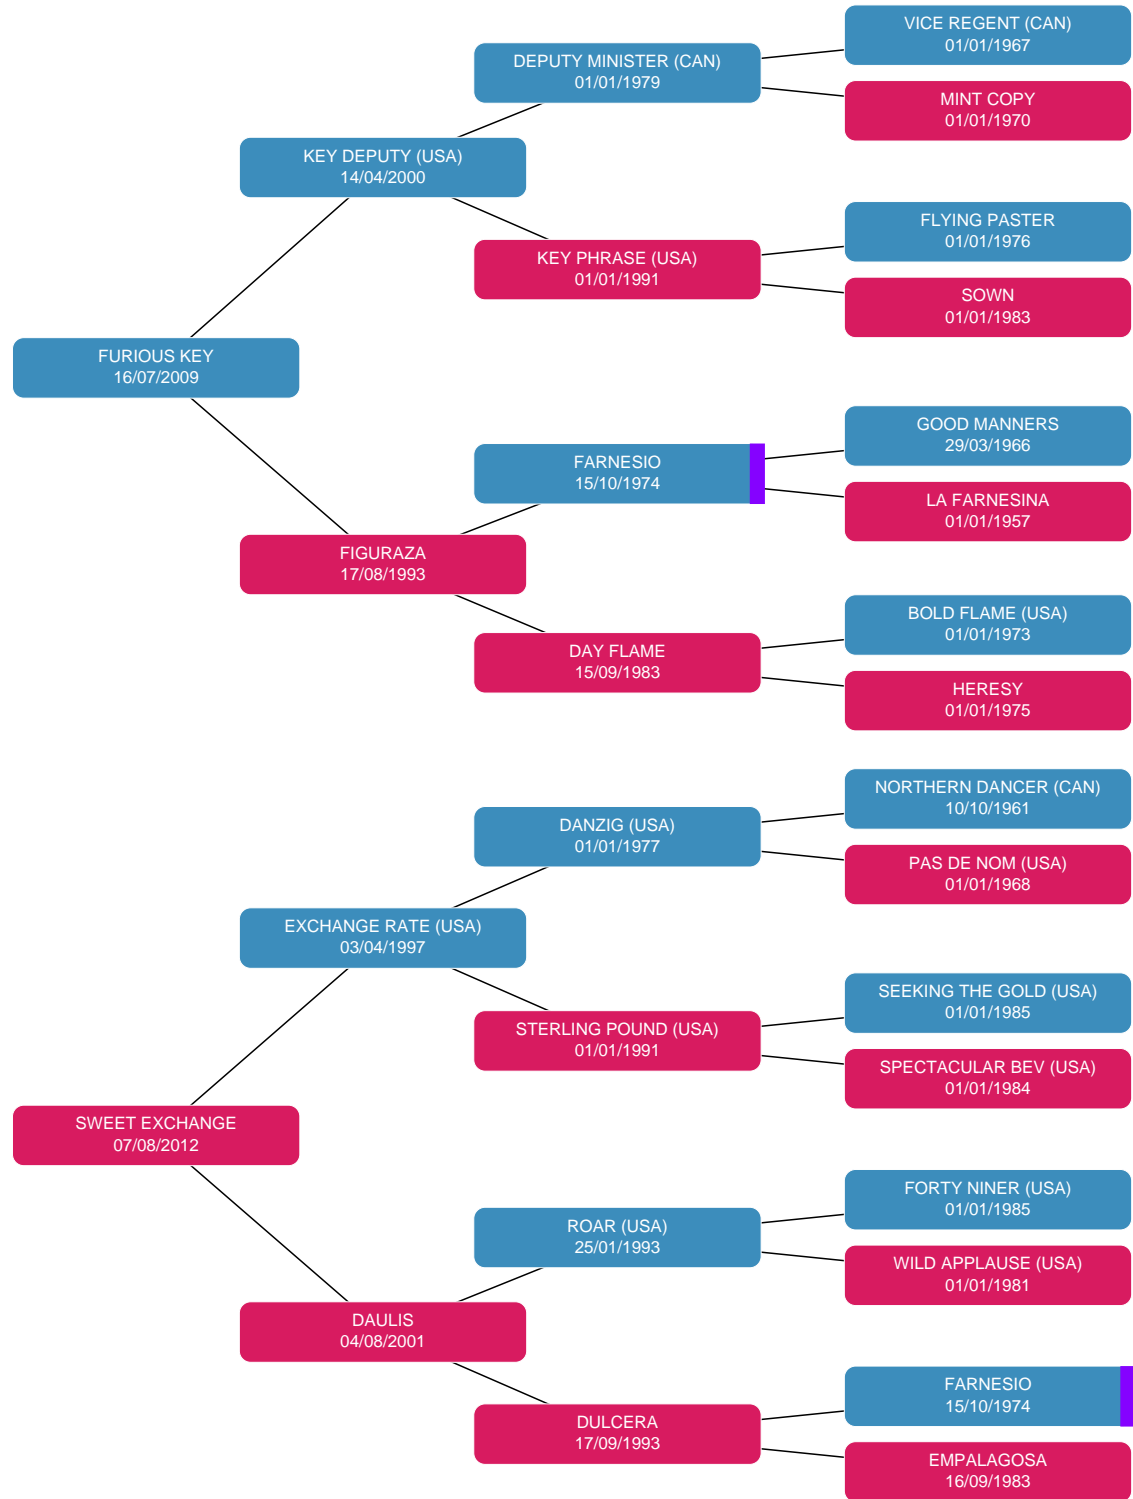 VICE REGENT (CAN)
01/01/1967
DEPUTY MINISTER (CAN)
01/01/1979
MINT COPY
01/01/1970
KEY DEPUTY (USA)
14/04/2000
FLYING PASTER
01/01/1976
KEY PHRASE (USA)
01/01/1991
SOWN
01/01/1983
FURIOUS KEY
16/07/2009
GOOD MANNERS
29/03/1966
FARNESIO
15/10/1974
LA FARNESINA
01/01/1957
FIGURAZA
17/08/1993
BOLD FLAME (USA)
01/01/1973
DAY FLAME
15/09/1983
HERESY
01/01/1975
NORTHERN DANCER (CAN)
10/10/1961
DANZIG (USA)
01/01/1977
PAS DE NOM (USA)
01/01/1968
EXCHANGE RATE (USA)
03/04/1997
SEEKING THE GOLD (USA)
01/01/1985
STERLING POUND (USA)
01/01/1991
SPECTACULAR BEV (USA)
01/01/1984
SWEET EXCHANGE
07/08/2012
FORTY NINER (USA)
01/01/1985
ROAR (USA)
25/01/1993
WILD APPLAUSE (USA)
01/01/1981
DAULIS
04/08/2001
FARNESIO
15/10/1974
DULCERA
17/09/1993
EMPALAGOSA
16/09/1983